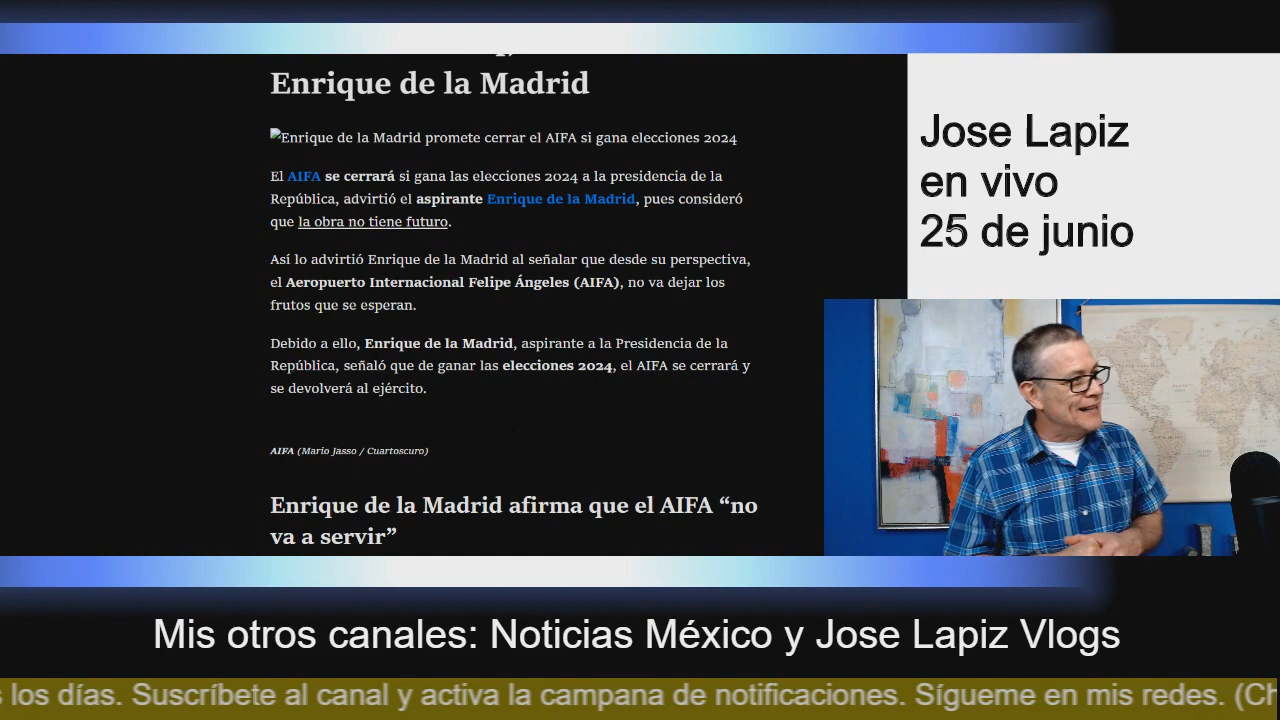 Enrique de la Madrid
Enrique de la Madrid promete cerrar el AIFA si gana elecciones 2024
El AIFA se cerrará si gana las elecciones 2024 a la presidencia de la
República, advirtió el aspirante Enrique de la Madrid, pues consideró
que la obra no tiene futuro.
Así lo advirtió Enrique de la Madrid al señalar que desde su perspectiva,
el Aeropuerto Internacional Felipe Ángeles (AIFA), no va dejar los
frutos que se esperan.
Debido a ello, Enrique de la Madrid, aspirante a la Presidencia de la
República, señaló que de ganar las elecciones 2024, el AIFA se cerrará y
se devolverá al ejército.
AIFA (Mario Jasso / Cuartoscuro)
Enrique de la Madrid afirma que el AIFA “no
va a servir”
Jose Lapiz
en vivo
25 de junio
Mis otros canales: Noticias México y Jose Lapiz Vlogs
s los días. Suscríbete al canal y activa la campana de notificaciones. Sígueme en mis redes. (Ch